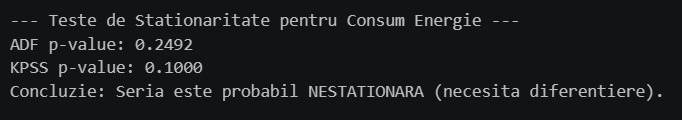 --- Teste de Stationaritate pentru Consum Energie ---
ADF p-value: 0.2492
KPSS p-value: 0.1000
Concluzie: Seria este probabil NESTATIONARA (necesita diferentiere).